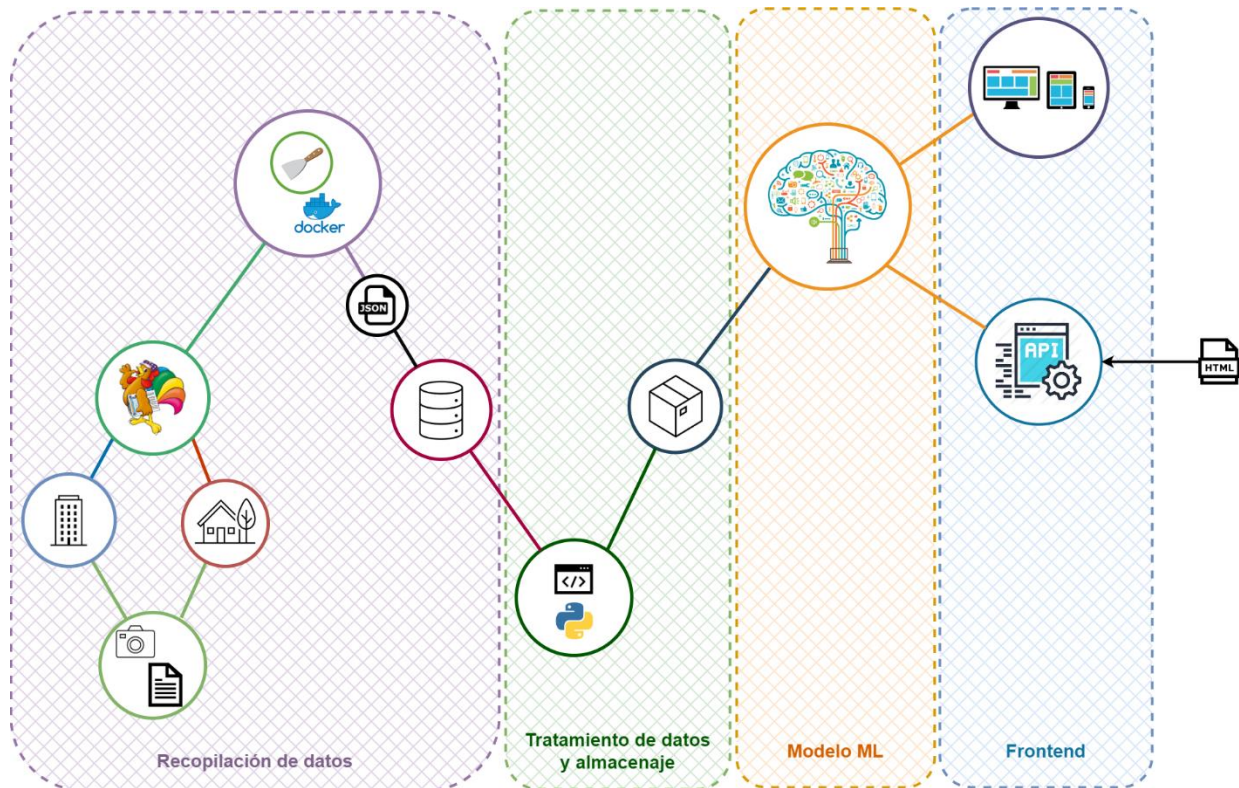 docker
JSON
API
HTML
</>
Recopilación de datos
Tratamiento de datos
y almacenaje
Modelo ML
Frontend